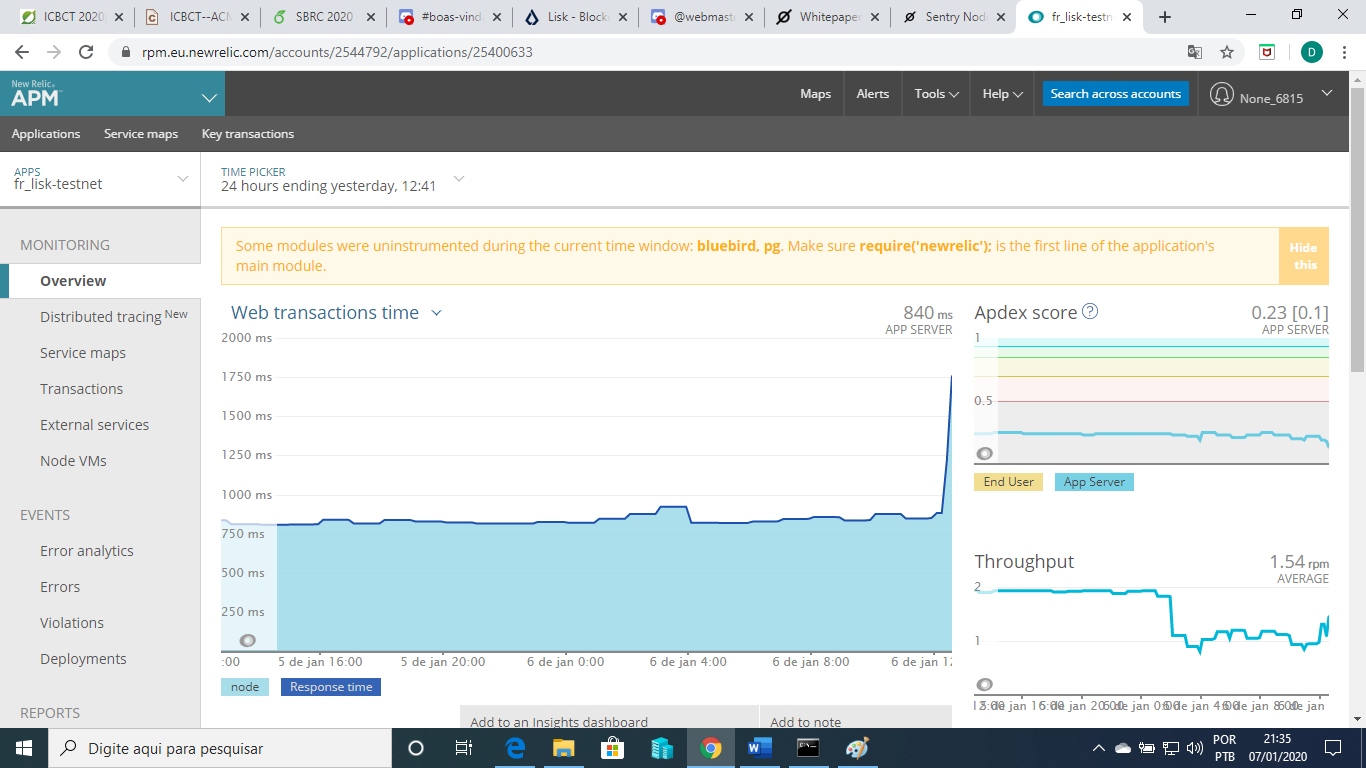 ICBCT 2020
ICBCT--ACM
SBRC 2020
#boas-vinda
Lisk - Block
@webmaste
Whitepaper
Sentry Node
fr_lisk-testn
rpm.eu.newrelic.com/accounts/2544792/applications/25400633
D
New Relic
APM
Maps
Alerts
Tools
Help
Search across accounts
None_6815
Applications
Service maps
Key transactions
APPS
fr_lisk-testnet
TIME PICKER
24 hours ending yesterday, 12:41
MONITORING
Overview
Distributed tracing New
Service maps
Transactions
External services
Node VMs
EVENTS
Error analytics
Errors
Violations
Deployments
REPORTS
Some modules were uninstrumented during the current time window: bluebird, pg. Make sure require('newrelic'); is the first line of the application's
main module.
Hide
this
Web transactions time
840 ms
APP SERVER
2000 ms
1750 ms
1500 ms
1250 ms
1000 ms
750 ms
500 ms
250 ms
:00
5 de jan 16:00
5 de jan 20:00
6 de jan 0:00
6 de jan 4:00
6 de jan 8:00
6 de jan 12
node
Response time
Apdex score ?
0.23 [0.1]
APP SERVER
1
0.5
End User
App Server
Throughput
1.54 rpm
AVERAGE
2
1
Add to an Insights dashboard
Add to note
Digite aqui para pesquisar
POR
PTB
21:35
07/01/2020